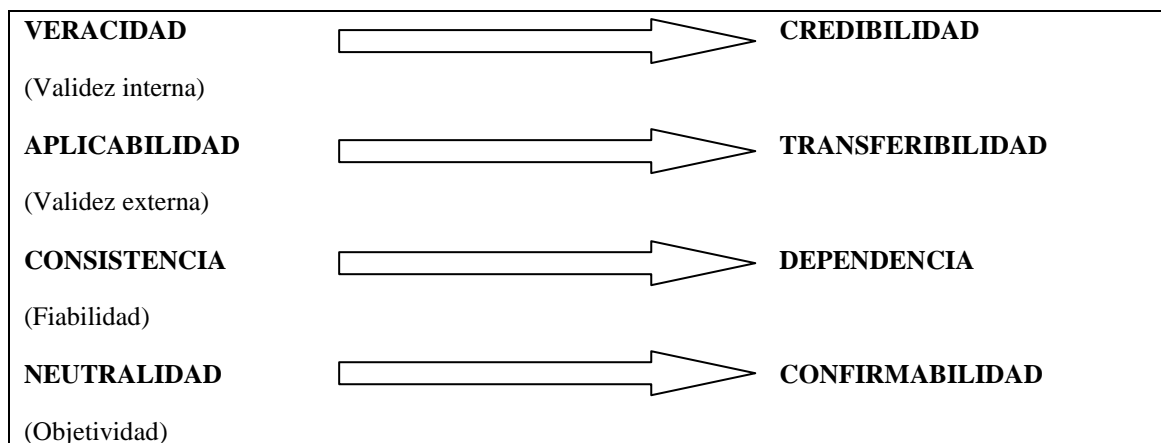 VERACIDAD CREDIBILIDAD
(Validez interna)
APLICABILIDAD TRANSFERIBILIDAD
(Validez externa)
CONSISTENCIA DEPENDENCIA
(Fiabilidad)
NEUTRALIDAD CONFIRMABILIDAD
(Objetividad)